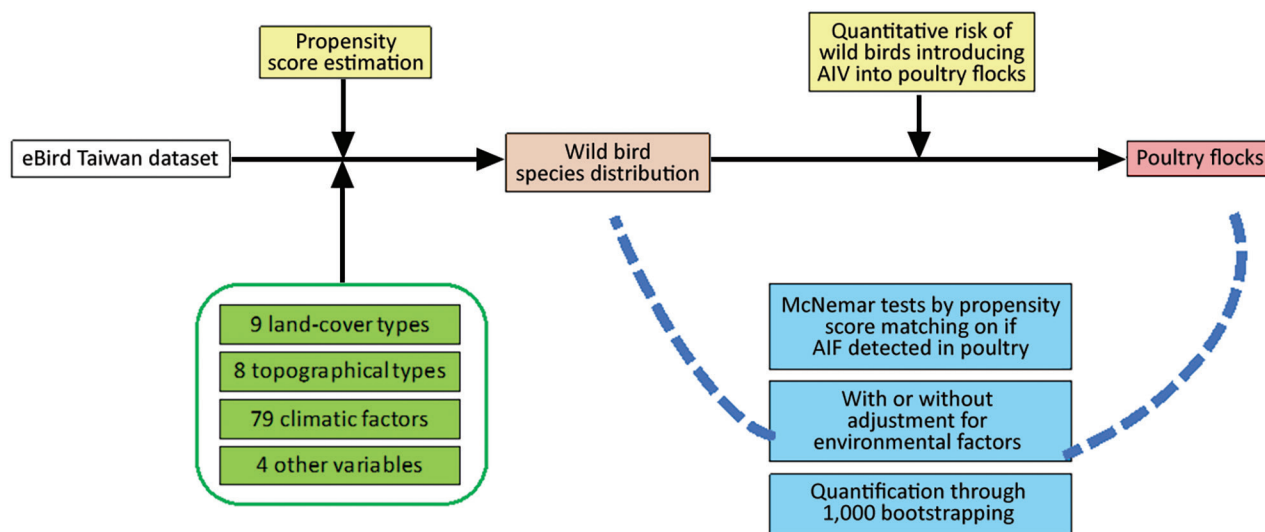 Propensity
score estimation
Quantitative risk of
wild birds introducing
AIV into poultry flocks
eBird Taiwan dataset
Wild bird
species distribution
Poultry flocks
9 land-cover types
8 topographical types
79 climatic factors
4 other variables
McNemar tests by propensity
score matching on if
AIF detected in poultry
With or without
adjustment for
environmental factors
Quantification through
1,000 bootstrapping